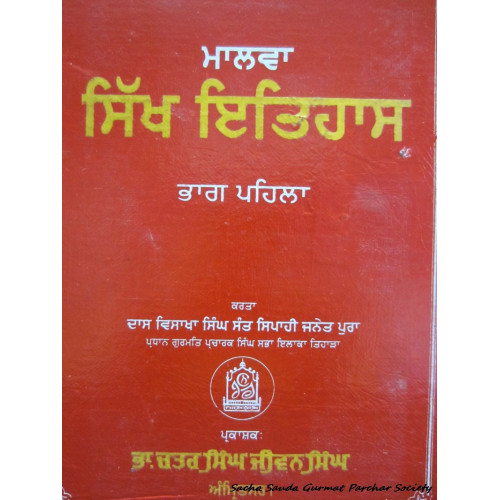 ਮਾਲਵਾ
ਸਿੱਖ ਇਤਿਹਾਸ
ਭਾਗ ਪਹਿਲਾ
ਕਰਤਾ
ਦਾਸ ਵਿਸਾਖਾ ਸਿੰਘ ਸੰਤ ਸਿਪਾਹੀ ਜਨੇਤ ਪੁਰਾ
ਪ੍ਰਧਾਨ ਗੁਰਮਤਿ ਪ੍ਰਚਾਰਕ ਸਿੰਘ ਸਭਾ ਇਲਾਕਾ ਤਿਹਾੜਾ
ਪ੍ਰਕਾਸ਼ਕ:
ਭਾ. ਚਤਰ ਸਿੰਘ ਜੀਵਨ ਸਿੰਘ
Sacha Sauda Gurmat Parchar Society